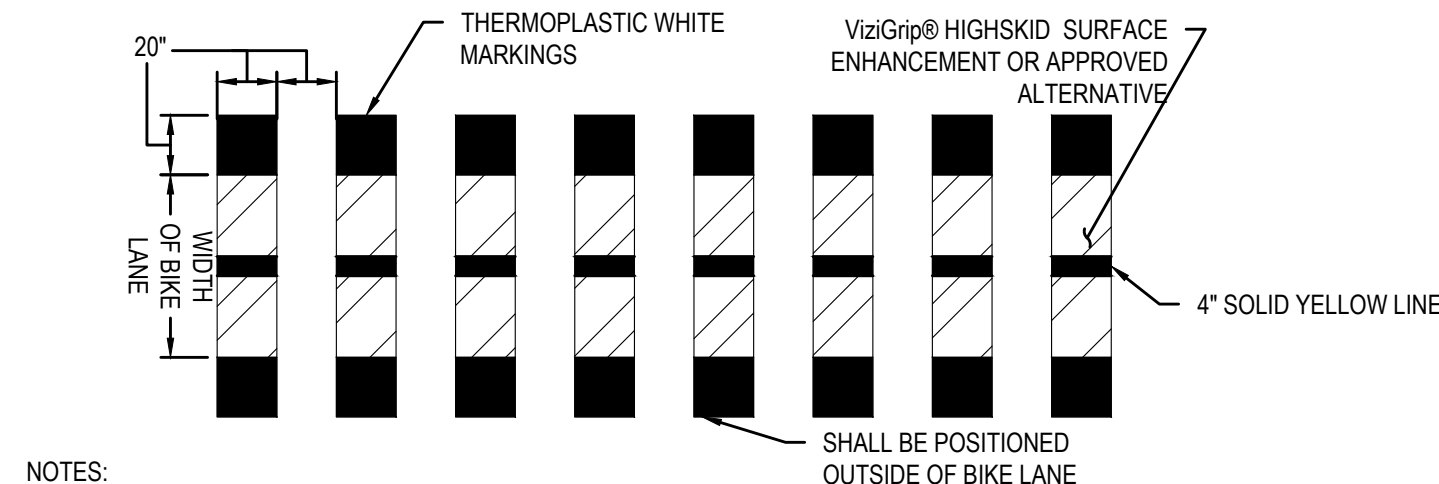 THERMOPLASTIC WHITE
MARKINGS
ViziGrip® HIGHSKID SURFACE
ENHANCEMENT OR APPROVED
ALTERNATIVE
20"
WIDTH
OF BIKE
LANE
4" SOLID YELLOW LINE
SHALL BE POSITIONED
OUTSIDE OF BIKE LANE
NOTES: